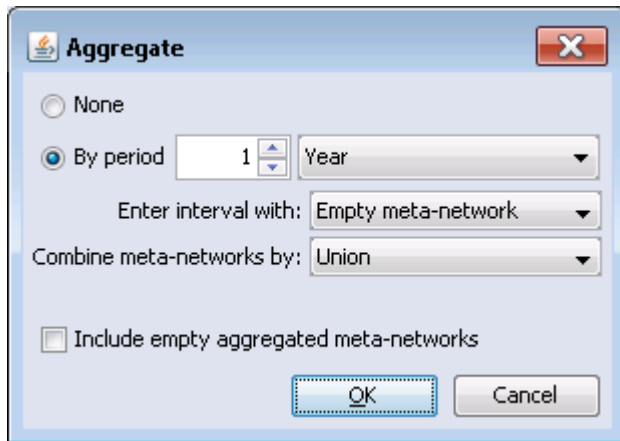 Aggregate
None
By period 1 Year
Enter interval with: Empty meta-network
Combine meta-networks by: Union
Include empty aggregated meta-networks
OK Cancel